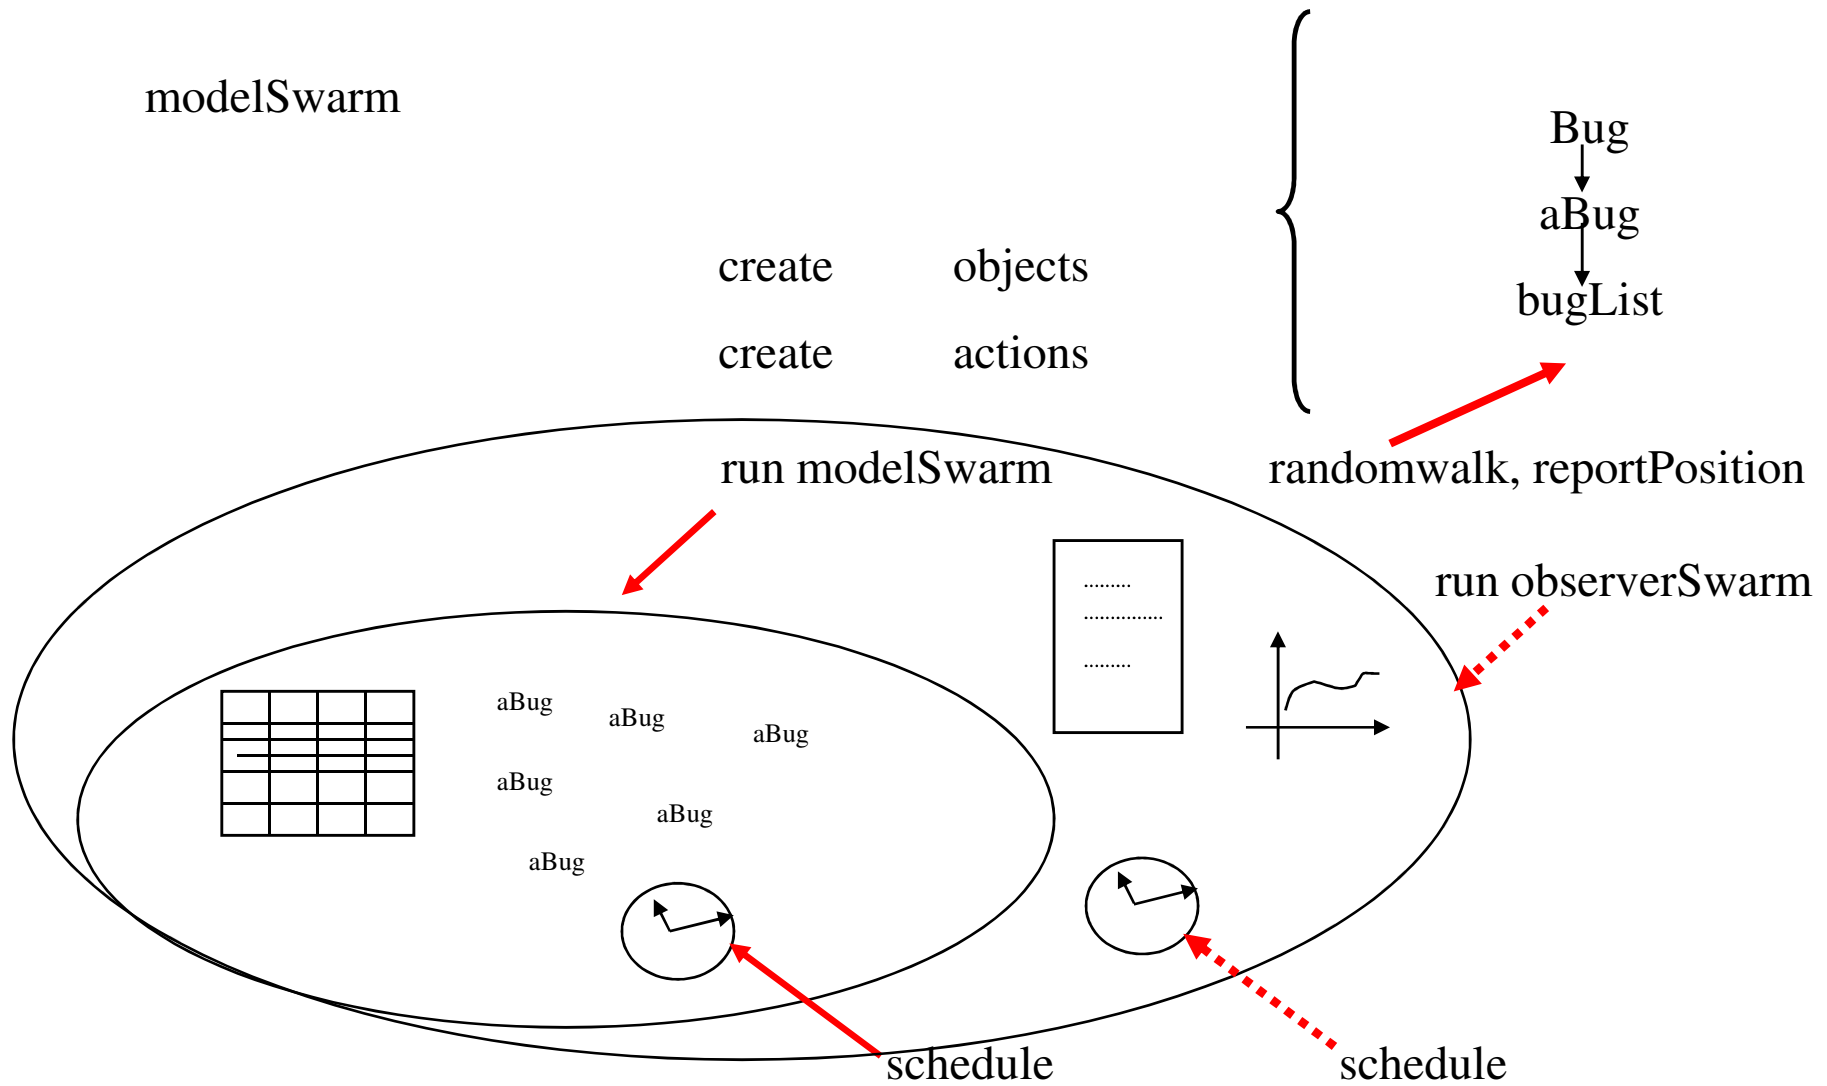 modelSwarm
Bug
aBug
create objects
bugList
create actions
run modelSwarm
randomwalk, reportPosition
run observerSwarm
aBug
aBug
aBug
aBug
aBug
aBug
schedule
schedule